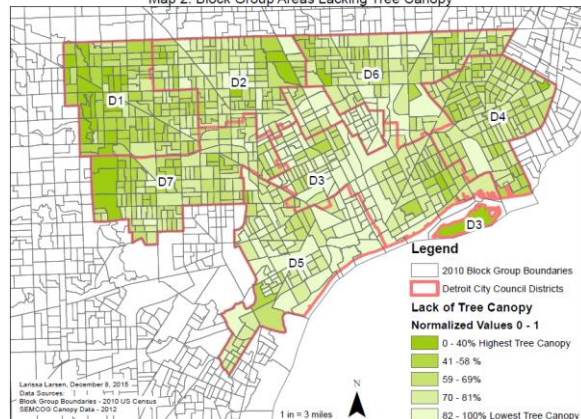 Map 2: Block Group Areas Lacking Tree Canopy
D1
D2
D6
D4
D7
D3
D3
D5
Legend
2010 Block Group Boundaries
Detroit City Council Districts
Lack of Tree Canopy
Normalized Values 0 - 1
0 - 40% Highest Tree Canopy
41 -58 %
59 - 69%
70 - 81%
82 - 100% Lowest Tree Canopy
Larissa Larsen, December 8, 2015
Data Sources:
Block Group Boundaries - 2010 US Census
SEMCOG Canopy Data - 2012
1 in = 3 miles
N